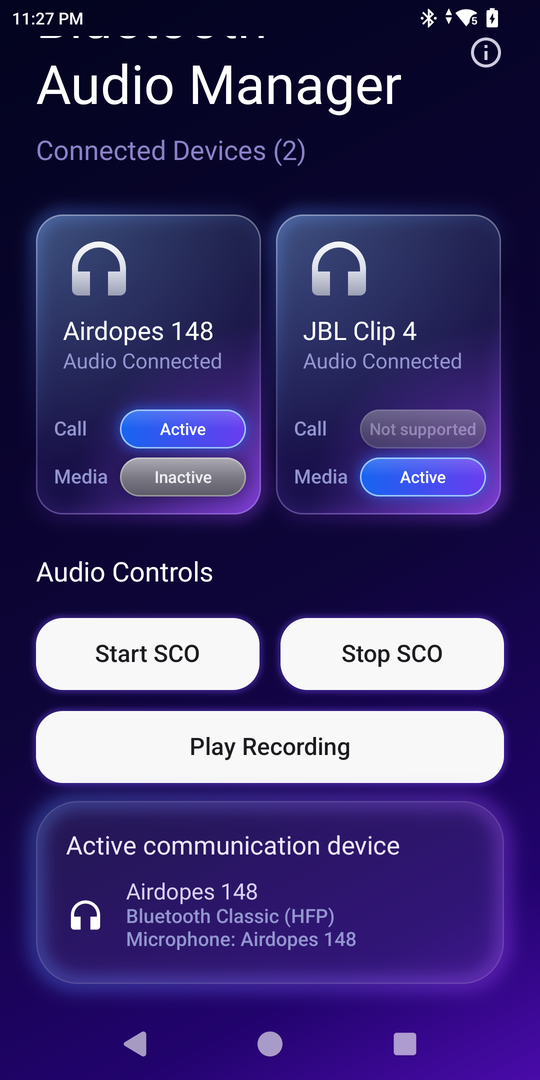 11:27 PM
Bluetooth
Audio Manager
Connected Devices (2)
Airdopes 148
Audio Connected
Call Active
Media Inactive
JBL Clip 4
Audio Connected
Call Not supported
Media Active
Audio Controls
Start SCO
Stop SCO
Play Recording
Active communication device
Airdopes 148
Bluetooth Classic (HFP)
Microphone: Airdopes 148